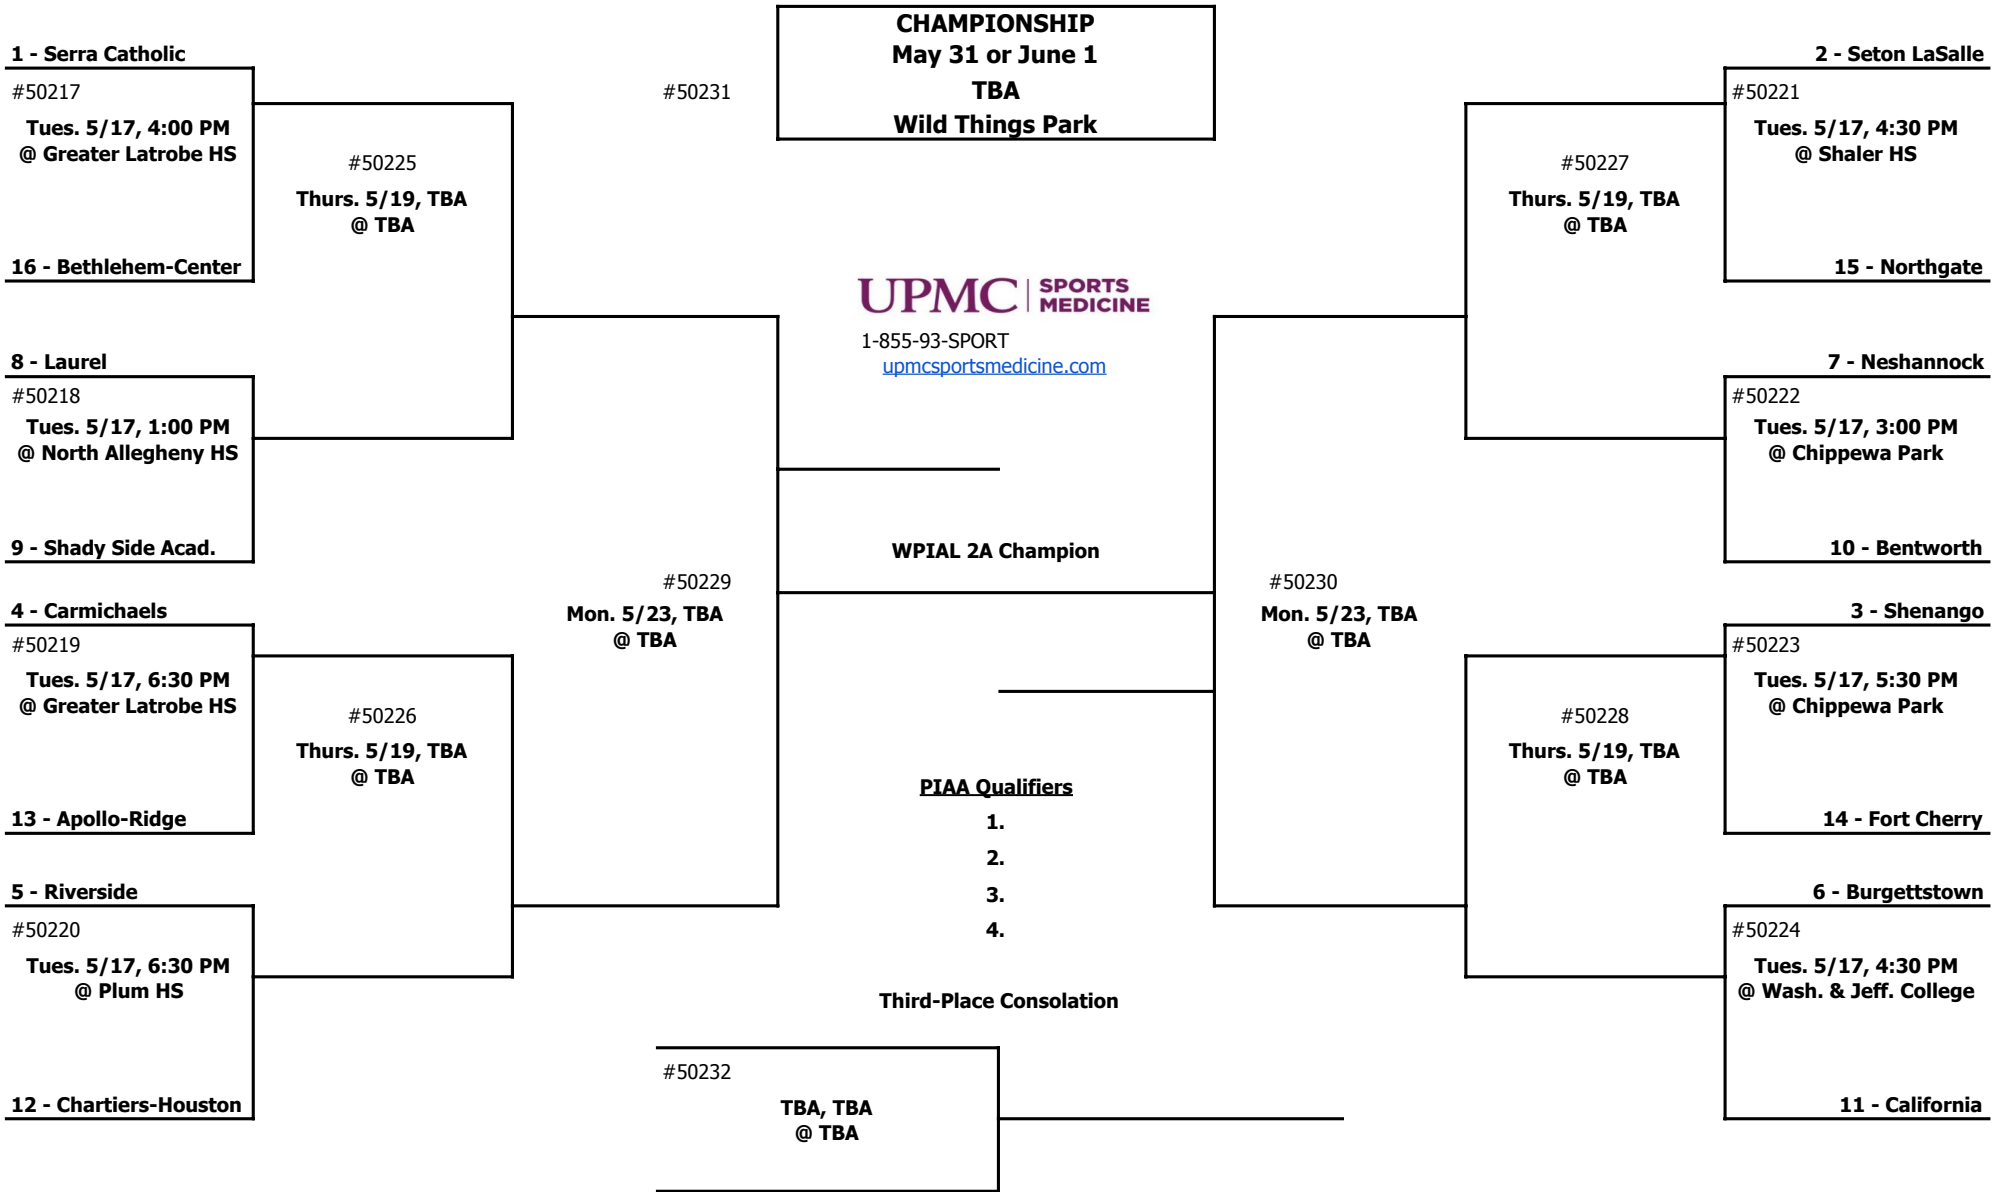 CHAMPIONSHIP
May 31 or June 1
TBA
Wild Things Park
#50231
1 - Serra Catholic
#50217
Tues. 5/17, 4:00 PM
@ Greater Latrobe HS
16 - Bethlehem-Center
#50225
Thurs. 5/19, TBA
@ TBA
8 - Laurel
#50218
Tues. 5/17, 1:00 PM
@ North Allegheny HS
9 - Shady Side Acad.
4 - Carmichaels
#50219
Tues. 5/17, 6:30 PM
@ Greater Latrobe HS
13 - Apollo-Ridge
#50226
Thurs. 5/19, TBA
@ TBA
5 - Riverside
#50220
Tues. 5/17, 6:30 PM
@ Plum HS
12 - Chartiers-Houston
#50229
Mon. 5/23, TBA
@ TBA
UPMC | SPORTS
MEDICINE
1-855-93-SPORT
upmcsportsmedicine.com
WPIAL 2A Champion
PIAA Qualifiers
1.
2.
3.
4.
Third-Place Consolation
#50232
TBA, TBA
@ TBA
#50230
Mon. 5/23, TBA
@ TBA
#50227
Thurs. 5/19, TBA
@ TBA
2 - Seton LaSalle
#50221
Tues. 5/17, 4:30 PM
@ Shaler HS
15 - Northgate
7 - Neshannock
#50222
Tues. 5/17, 3:00 PM
@ Chippewa Park
10 - Bentworth
#50228
Thurs. 5/19, TBA
@ TBA
3 - Shenango
#50223
Tues. 5/17, 5:30 PM
@ Chippewa Park
14 - Fort Cherry
6 - Burgettstown
#50224
Tues. 5/17, 4:30 PM
@ Wash. & Jeff. College
11 - California